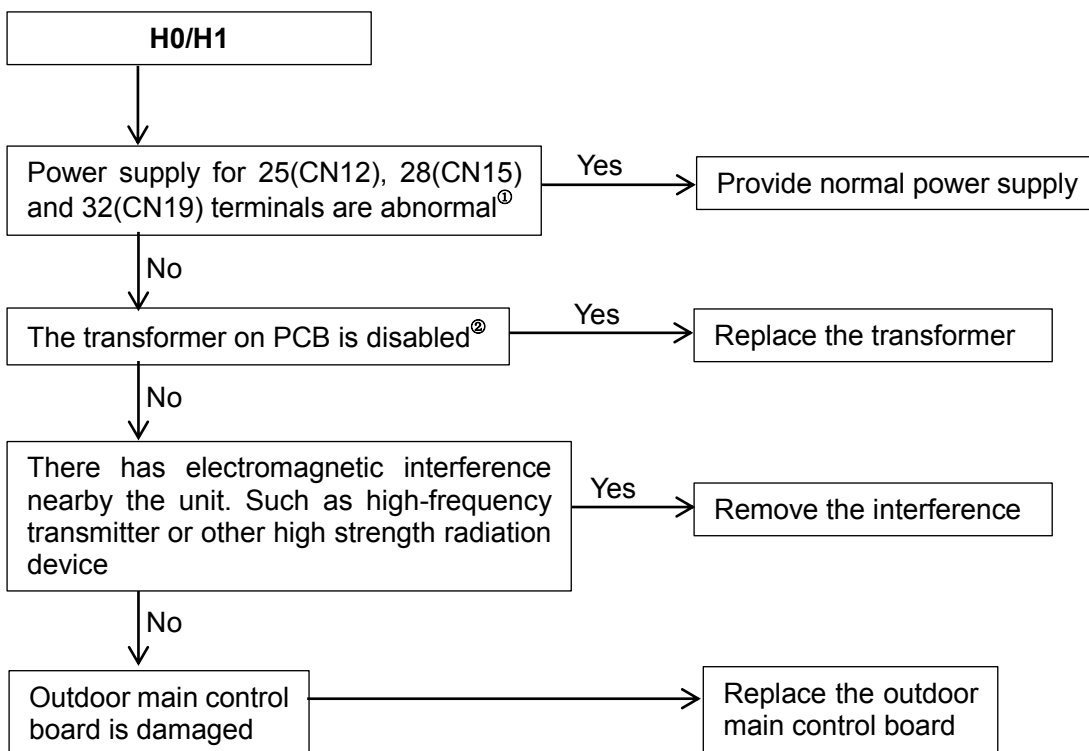 H0/H1
Power supply for 25(CN12), 28(CN15)
and 32(CN19) terminals are abnormal①
Yes
Provide normal power supply
No
The transformer on PCB is disabled②
Yes
Replace the transformer
No
There has electromagnetic interference
nearby the unit. Such as high-frequency
transmitter or other high strength radiation
device
Yes
Remove the interference
No
Outdoor main control
board is damaged
Replace the outdoor
main control board